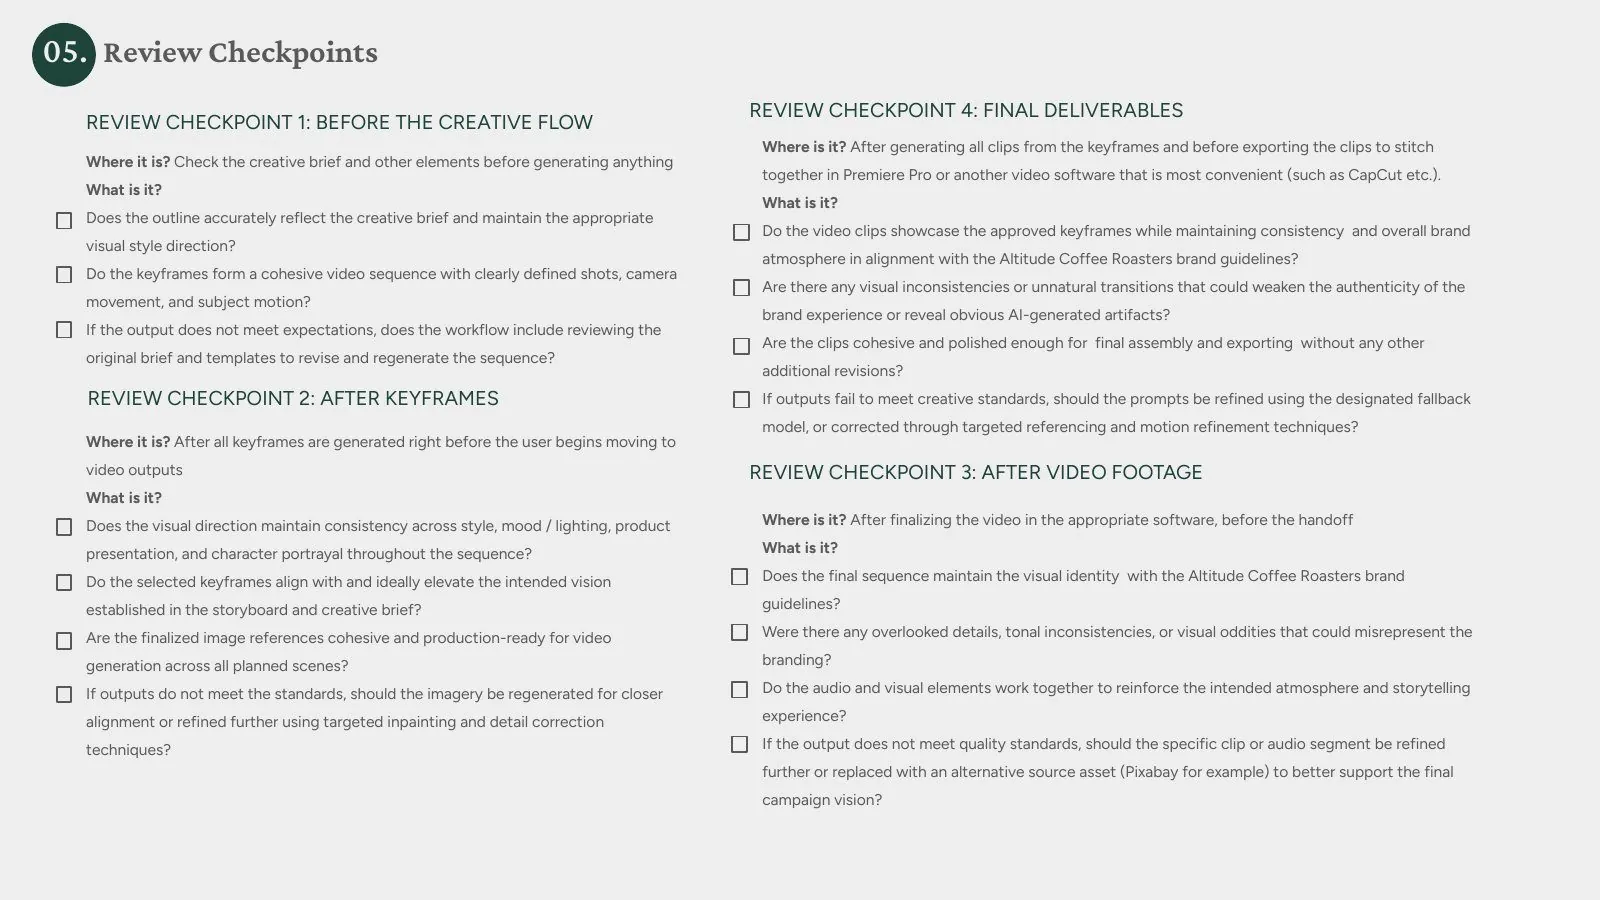 05. Review Checkpoints
REVIEW CHECKPOINT 1: BEFORE THE CREATIVE FLOW
Where it is? Check the creative brief and other elements before generating anything
What is it?
Does the outline accurately reflect the creative brief and maintain the appropriate
visual style direction?
Do the keyframes form a cohesive video sequence with clearly defined shots, camera
movement, and subject motion?
If the output does not meet expectations, does the workflow include reviewing the
original brief and templates to revise and regenerate the sequence?
REVIEW CHECKPOINT 2: AFTER KEYFRAMES
Where it is? After all keyframes are generated right before the user begins moving to
video outputs
What is it?
Does the visual direction maintain consistency across style, mood / lighting, product
presentation, and character portrayal throughout the sequence?
Do the selected keyframes align with and ideally elevate the intended vision
established in the storyboard and creative brief?
Are the finalized image references cohesive and production-ready for video
generation across all planned scenes?
If outputs do not meet the standards, should the imagery be regenerated for closer
alignment or refined further using targeted inpainting and detail correction
techniques?
REVIEW CHECKPOINT 4: FINAL DELIVERABLES
Where is it? After generating all clips from the keyframes and before exporting the clips to stitch
together in Premiere Pro or another video software that is most convenient (such as CapCut etc.).
What is it?
Do the video clips showcase the approved keyframes while maintaining consistency  and overall brand
atmosphere in alignment with the Altitude Coffee Roasters brand guidelines?
Are there any visual inconsistencies or unnatural transitions that could weaken the authenticity of the
brand experience or reveal obvious AI-generated artifacts?
Are the clips cohesive and polished enough for  final assembly and exporting  without any other
additional revisions?
If outputs fail to meet creative standards, should the prompts be refined using the designated fallback
model, or corrected through targeted referencing and motion refinement techniques?
REVIEW CHECKPOINT 3: AFTER VIDEO FOOTAGE
Where is it? After finalizing the video in the appropriate software, before the handoff
What is it?
Does the final sequence maintain the visual identity  with the Altitude Coffee Roasters brand
guidelines?
Were there any overlooked details, tonal inconsistencies, or visual oddities that could misrepresent the
branding?
Do the audio and visual elements work together to reinforce the intended atmosphere and storytelling
experience?
If the output does not meet quality standards, should the specific clip or audio segment be refined
further or replaced with an alternative source asset (Pixabay for example) to better support the final
campaign vision?